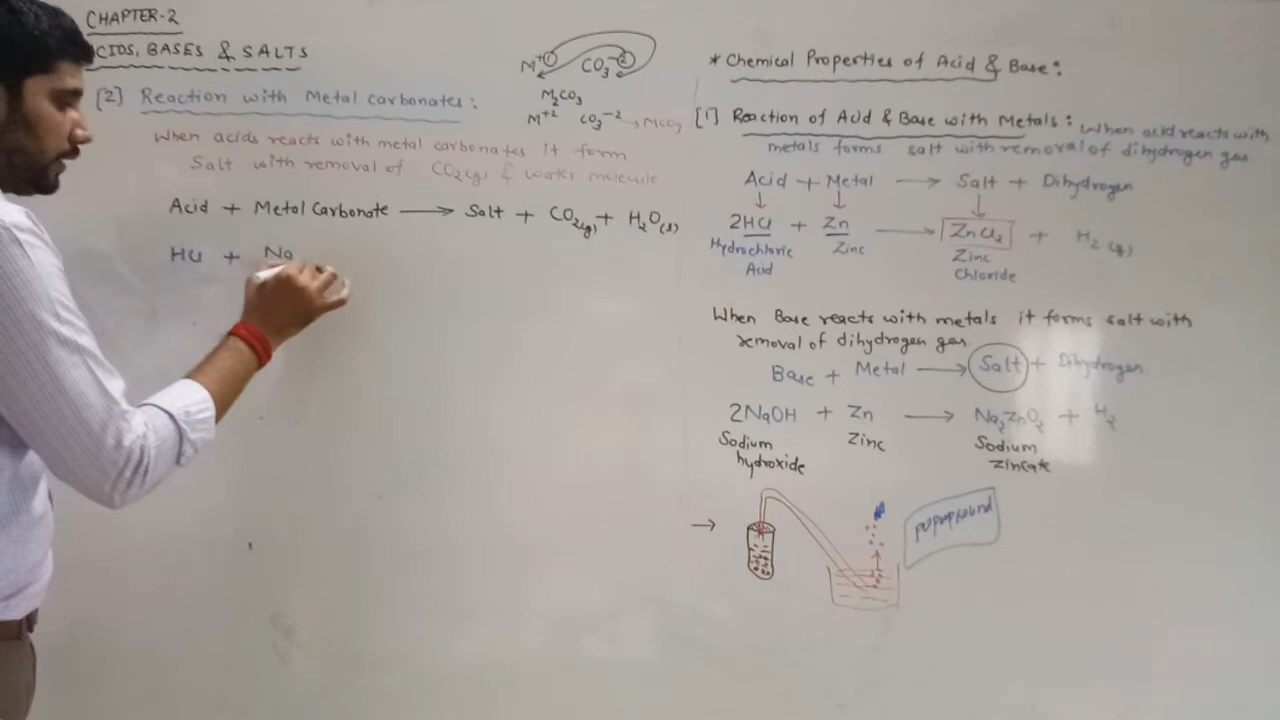 CHAPTER-2
CIDS, BASES & SALTS
[2] Reaction with Metal carbonates:
M+1 CO3-2
M2CO3
M+2 CO3-2 → MCO3
When acids reacts with metal carbonates it form
Salt with removal of CO2(g) & water molecule
Acid + Metal Carbonate → Salt + CO2(g) + H2O(l)
HCl + Na
* Chemical Properties of Acid & Base:
[1] Reaction of Acid & Base with Metals: When acid reacts with
metals forms salt with removal of dihydrogen gas
Acid + Metal → Salt + Dihydrogen
2HCl + Zn → ZnCl2 + H2(g)
Hydrochloric Acid Zinc Zinc Chloride
When Base reacts with metals it forms salt with
removal of dihydrogen gas
Base + Metal → Salt + Dihydrogen
2NaOH + Zn → Na2ZnO2 + H2
Sodium hydroxide Zinc Sodium Zincate
→